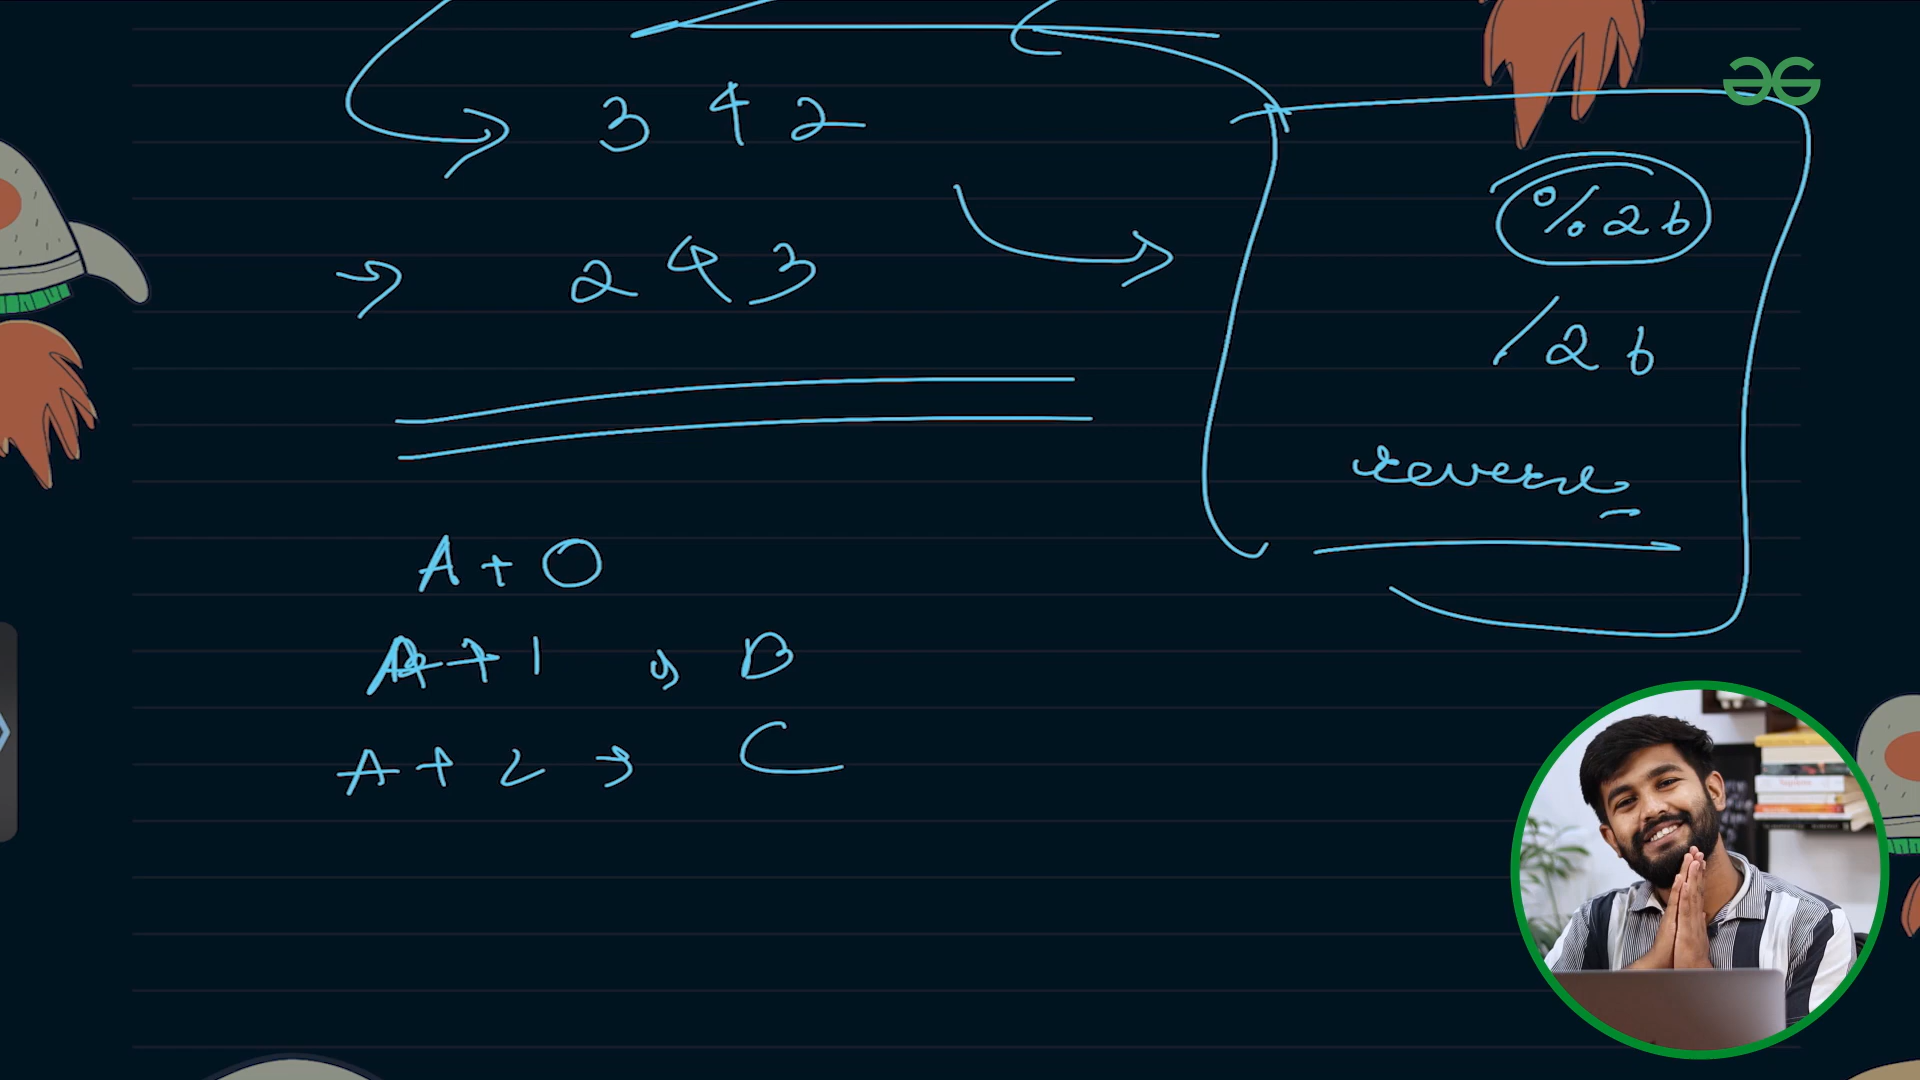 3 4 2
→ 2 4 3
% 26
/ 26
reverse
A + 0
A + 1 , B
A + 2 → C